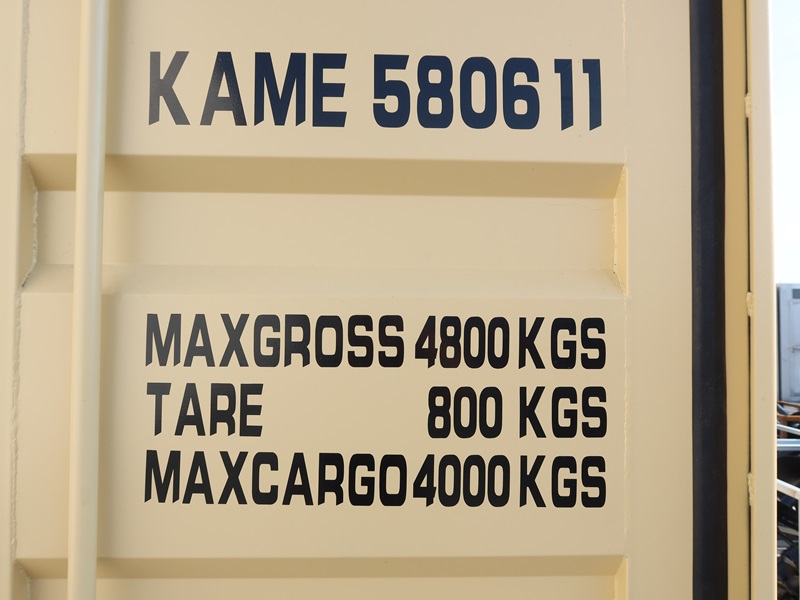 KAME 580611
MAXGROSS 4800 KGS
TARE 800 KGS
MAXCARGO 4000 KGS